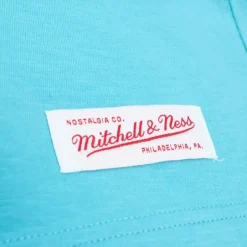 NOSTALGIA CO.
Mitchell & Ness
PHILADELPHIA, PA.